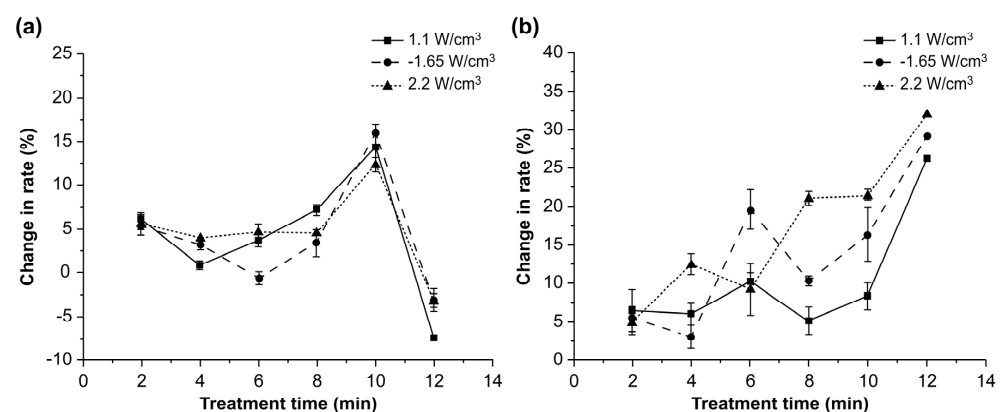 (a)
1.1 W/cm³
-1.65 W/cm³
2.2 W/cm³
Change in rate (%)
25
20
15
10
5
0
-5
-10
0 2 4 6 8 10 12 14
Treatment time (min)
(b)
1.1 W/cm³
-1.65 W/cm³
2.2 W/cm³
Change in rate (%)
40
35
30
25
20
15
10
5
0
0 2 4 6 8 10 12 14
Treatment time (min)